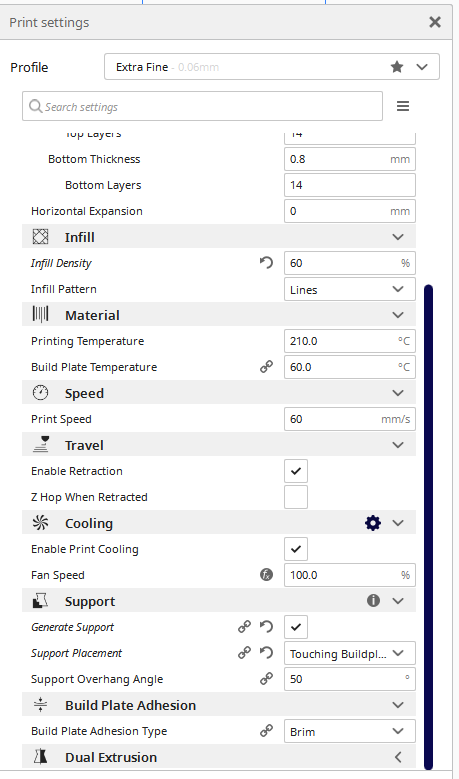 Print settings
Profile
Extra Fine - 0.06mm
Search settings
Top Layers 14
Bottom Thickness 0.8 mm
Bottom Layers 14
Horizontal Expansion 0 mm
Infill
Infill Density 60 %
Infill Pattern Lines
Material
Printing Temperature 210.0 °C
Build Plate Temperature 60.0 °C
Speed
Print Speed 60 mm/s
Travel
Enable Retraction
Z Hop When Retracted
Cooling
Enable Print Cooling
Fan Speed 100.0 %
Support
Generate Support
Support Placement Touching Buildpl...
Support Overhang Angle 50 °
Build Plate Adhesion
Build Plate Adhesion Type Brim
Dual Extrusion